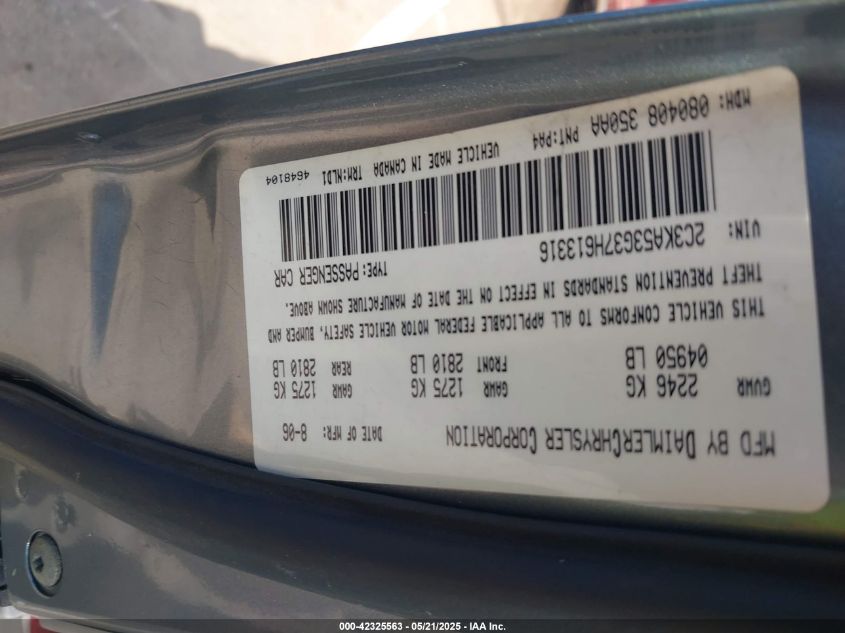 MFD BY DAIMLERCHRYSLER CORPORATION DATE OF MFR: 8-06
GVWR 2246 KG GAWR 1275 KG GAWR 1275 KG
04950 LB FRONT 2810 LB REAR 2810 LB
THIS VEHICLE CONFORMS TO ALL APPLICABLE FEDERAL MOTOR VEHICLE SAFETY, BUMPER AND
THEFT PREVENTION STANDARDS IN EFFECT ON THE DATE OF MANUFACTURE SHOWN ABOVE.
VIN: 2C3KA53G37H613316 TYPE: PASSENGER CAR
MDH: 080408 350AA PNT:PA4 VEHICLE MADE IN CANADA TRM:NLD1 4648104
000-42325563 - 05/21/2025 - IAA Inc.